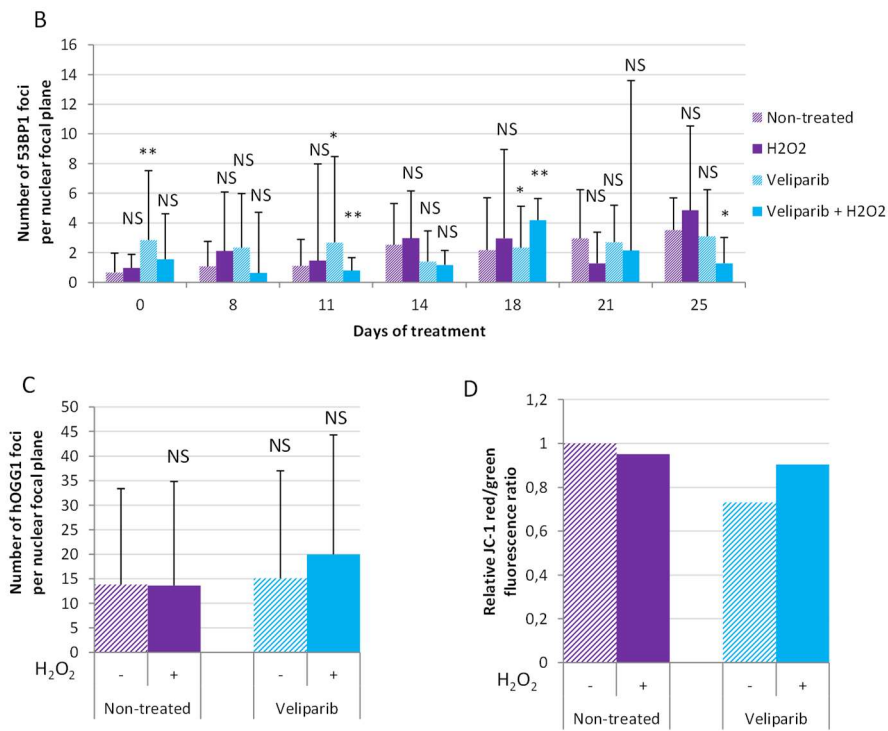 B
Number of 53BP1 foci
per nuclear focal plane
16
14
12
10
8
6
4
2
0
NS ** NS
NS NS NS
NS * **
NS NS NS
NS * **
NS NS NS
NS NS *
0 8 11 14 18 21 25
Days of treatment
Non-treated
H2O2
Veliparib
Veliparib + H2O2
C
Number of hOGG1 foci
per nuclear focal plane
50
45
40
35
30
25
20
15
10
5
0
NS NS NS
H₂O₂ - + - +
Non-treated Veliparib
D
Relative JC-1 red/green
fluorescence ratio
1,2
1
0,8
0,6
0,4
0,2
0
H₂O₂ - + - +
Non-treated Veliparib